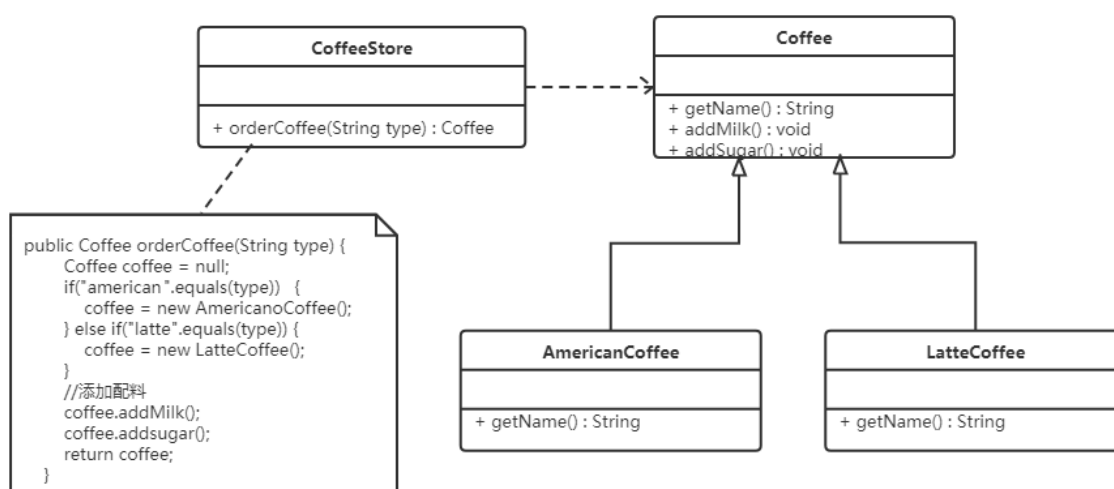 CoffeeStore
+ orderCoffee(String type) : Coffee
Coffee
+ getName() : String
+ addMilk() : void
+ addSugar() : void
public Coffee orderCoffee(String type) {
Coffee coffee = null;
if("american".equals(type)) {
coffee = new AmericanoCoffee();
} else if("latte".equals(type)) {
coffee = new LatteCoffee();
}
//添加配料
coffee.addMilk();
coffee.addsugar();
return coffee;
}
AmericanCoffee
+ getName() : String
LatteCoffee
+ getName() : String